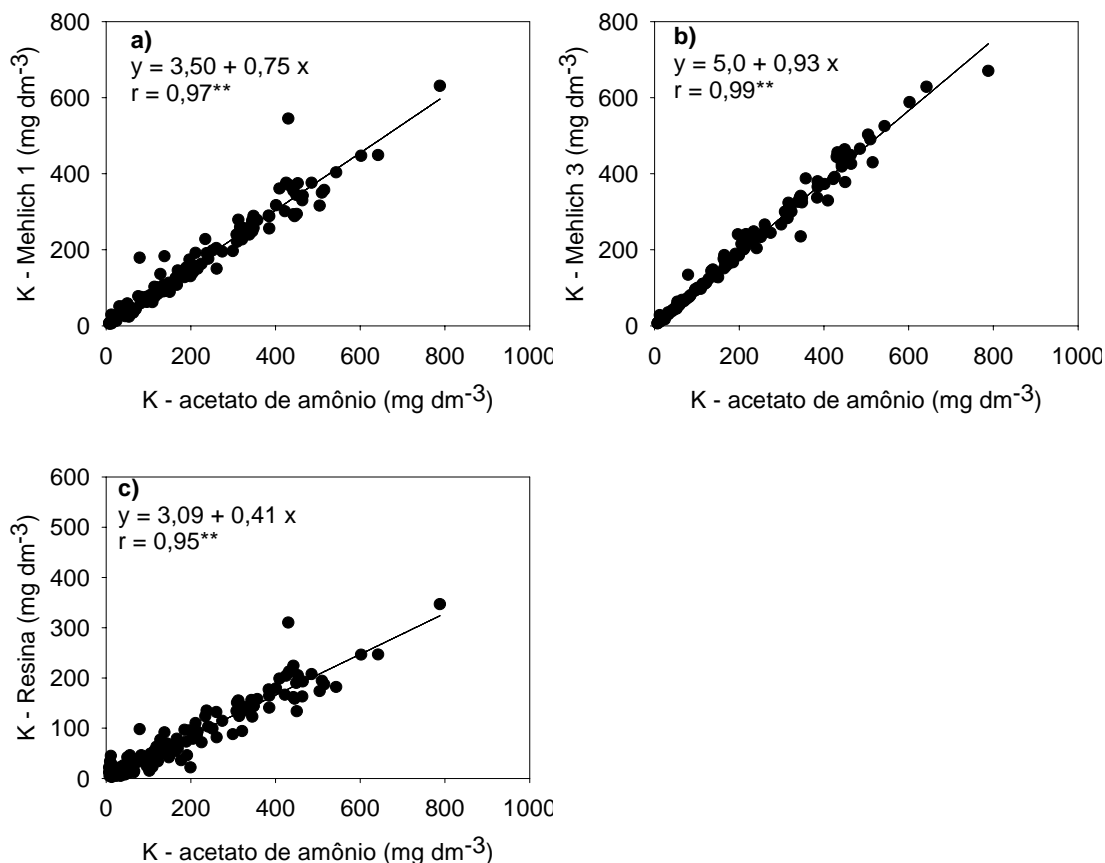 a)
y = 3,50 + 0,75 x
r = 0,97**
K - Mehlich 1 (mg dm-3)
800
600
400
200
0
0 200 400 600 800 1000
K - acetato de amônio (mg dm-3)
b)
y = 5,0 + 0,93 x
r = 0,99**
K - Mehlich 3 (mg dm-3)
800
600
400
200
0
0 200 400 600 800 1000
K - acetato de amônio (mg dm-3)
c)
y = 3,09 + 0,41 x
r = 0,95**
K - Resina (mg dm-3)
600
500
400
300
200
100
0
0 200 400 600 800 1000
K - acetato de amônio (mg dm-3)